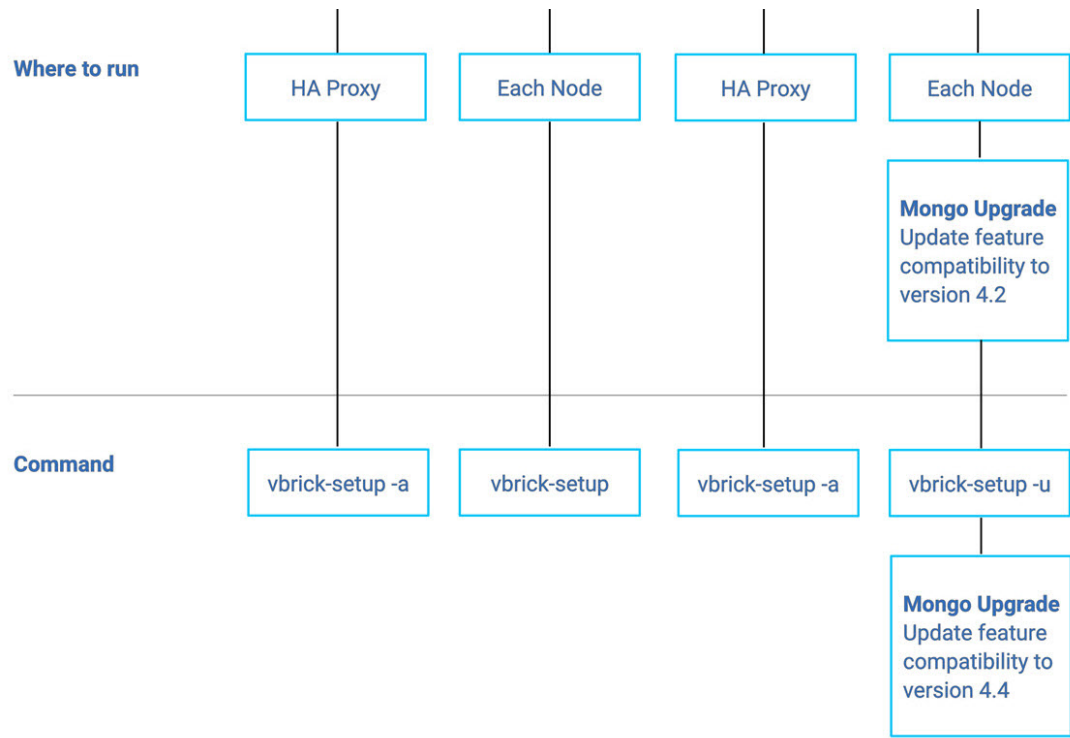 Where to run
HA Proxy
Each Node
HA Proxy
Each Node
Mongo Upgrade
Update feature
compatibility to
version 4.2
Command
vbrick-setup -a
vbrick-setup
vbrick-setup -a
vbrick-setup -u
Mongo Upgrade
Update feature
compatibility to
version 4.4